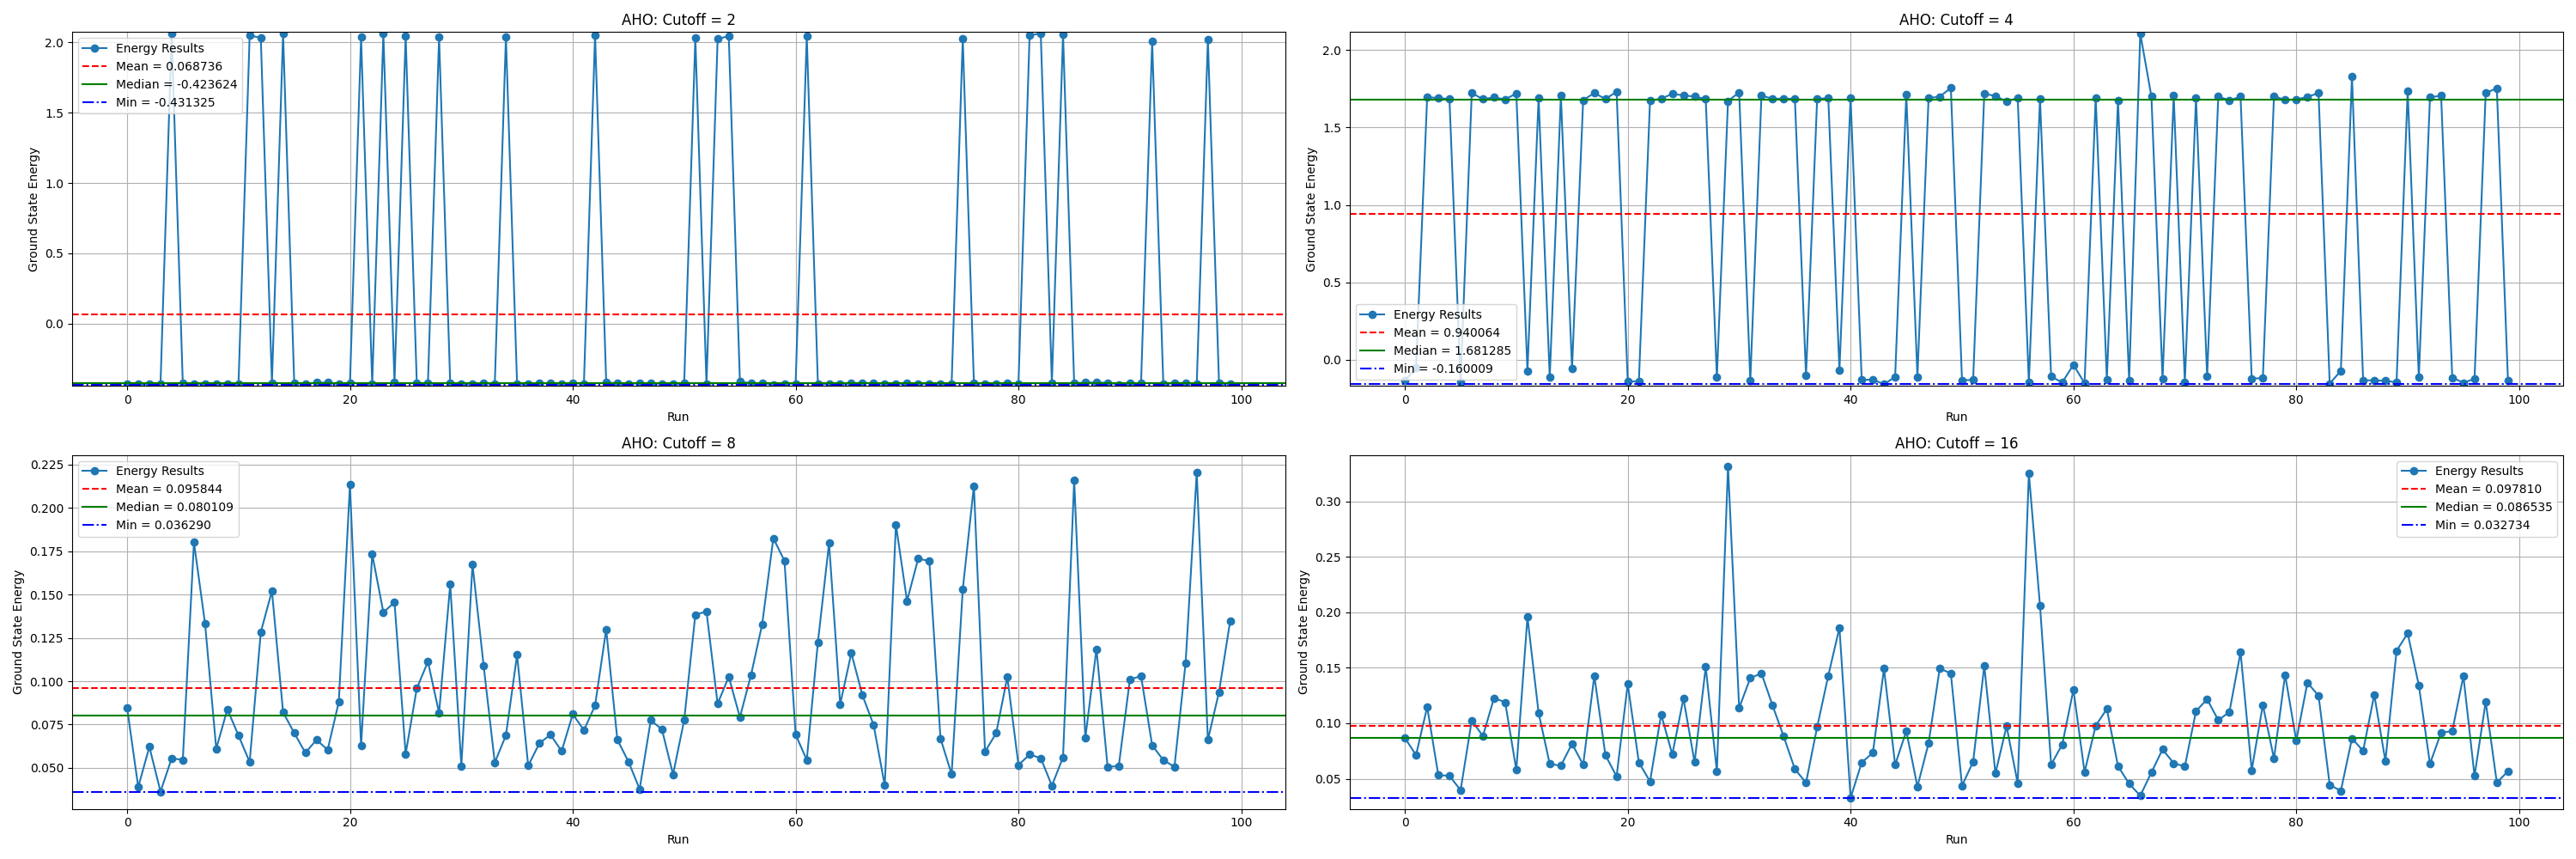 AHO: Cutoff = 2
Ground State Energy
2.0
1.5
1.0
0.5
0.0
Energy Results
Mean = 0.068736
Median = -0.423624
Min = -0.431325
0 20 40 60 80 100
Run
AHO: Cutoff = 4
Ground State Energy
2.0
1.5
1.0
0.5
0.0
Energy Results
Mean = 0.940064
Median = 1.681285
Min = -0.160009
0 20 40 60 80 100
Run
AHO: Cutoff = 8
Ground State Energy
0.225
0.200
0.175
0.150
0.125
0.100
0.075
0.050
Energy Results
Mean = 0.095844
Median = 0.080109
Min = 0.036290
0 20 40 60 80 100
Run
AHO: Cutoff = 16
Ground State Energy
0.30
0.25
0.20
0.15
0.10
0.05
Energy Results
Mean = 0.097810
Median = 0.086535
Min = 0.032734
0 20 40 60 80 100
Run